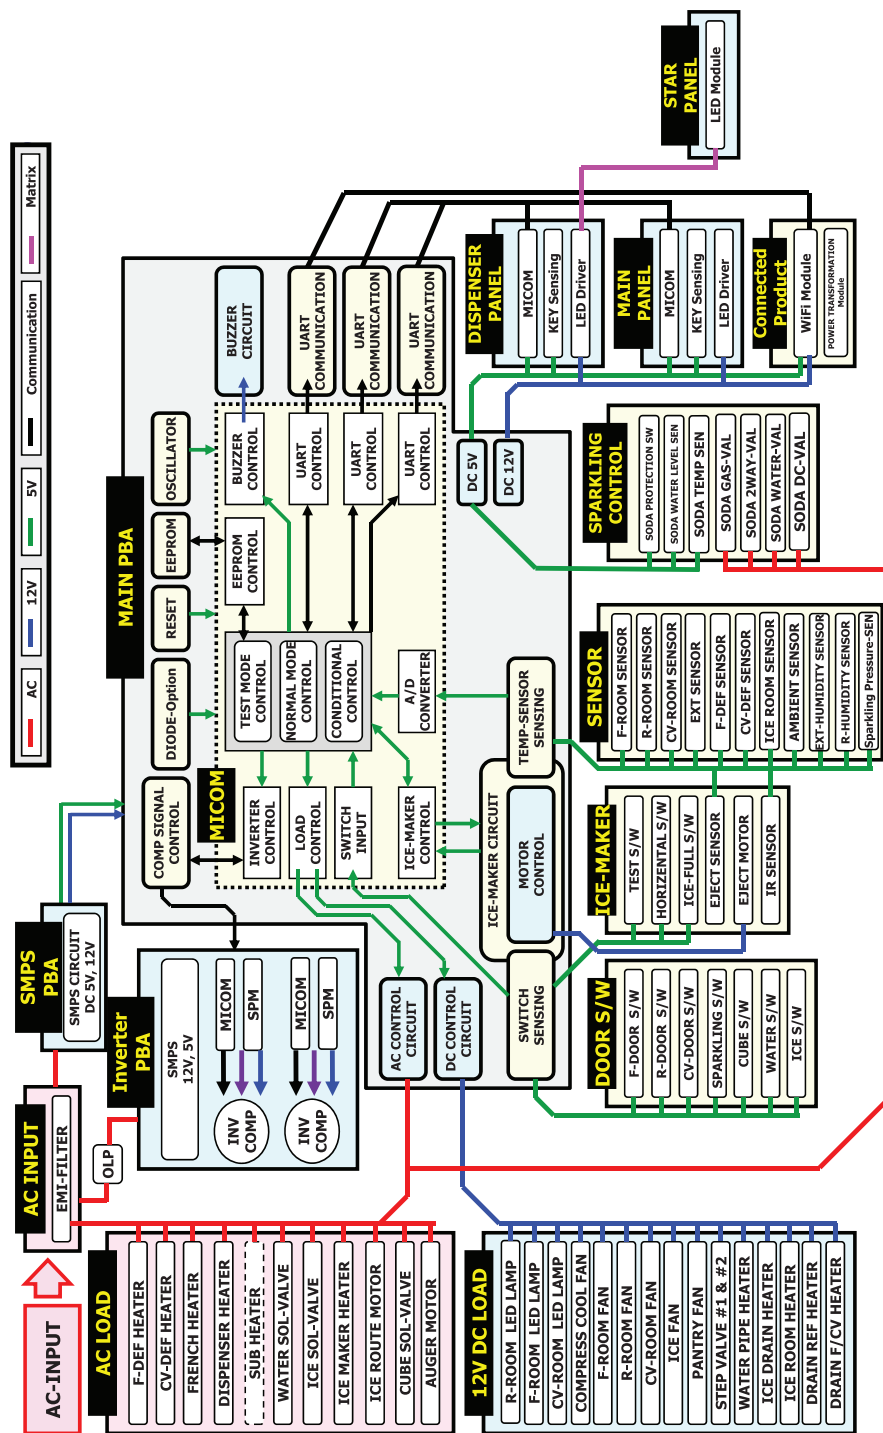 AC
12V
5V
Communication
Matrix
AC-INPUT
AC INPUT
EMI-FILTER
OLP
SMPS
PBA
SMPS CIRCUIT
DC 5V, 12V
Inverter
PBA
SMPS
12V, 5V
MICOM
SPM
MICOM
SPM
INV
COMP
INV
COMP
MAIN PBA
COMP SIGNAL
CONTROL
DIODE-Option
RESET
EEPROM
OSCILLATOR
MICOM
INVERTER
CONTROL
LOAD
CONTROL
SWITCH
INPUT
ICE-MAKER
CONTROL
TEST MODE
CONTROL
NORMAL MODE
CONTROL
CONDITIONAL
CONTROL
A/D
CONVERTER
EEPROM
CONTROL
BUZZER
CONTROL
UART
CONTROL
UART
CONTROL
UART
CONTROL
BUZZER
CIRCUIT
UART
COMMUNICATION
UART
COMMUNICATION
UART
COMMUNICATION
AC CONTROL
CIRCUIT
DC CONTROL
CIRCUIT
SWITCH
SENSING
ICE-MAKER CIRCUIT
MOTOR
CONTROL
TEMP-SENSOR
SENSING
DC 5V
DC 12V
AC LOAD
F-DEF HEATER
CV-DEF HEATER
FRENCH HEATER
DISPENSER HEATER
SUB HEATER
WATER SOL-VALVE
ICE SOL-VALVE
ICE MAKER HEATER
ICE ROUTE MOTOR
CUBE SOL-VALVE
AUGER MOTOR
12V DC LOAD
R-ROOM LED LAMP
F-ROOM LED LAMP
CV-ROOM LED LAMP
COMPRESS COOL FAN
F-ROOM FAN
R-ROOM FAN
CV-ROOM FAN
ICE FAN
PANTRY FAN
STEP VALVE #1 & #2
WATER PIPE HEATER
ICE DRAIN HEATER
ICE ROOM HEATER
DRAIN REF HEATER
DRAIN F/CV HEATER
DOOR S/W
F-DOOR S/W
R-DOOR S/W
CV-DOOR S/W
SPARKLING S/W
CUBE S/W
WATER S/W
ICE S/W
ICE-MAKER
TEST S/W
HORIZENTAL S/W
ICE-FULL S/W
EJECT SENSOR
EJECT MOTOR
IR SENSOR
SENSOR
F-ROOM SENSOR
R-ROOM SENSOR
CV-ROOM SENSOR
EXT SENSOR
F-DEF SENSOR
CV-DEF SENSOR
ICE ROOM SENSOR
AMBIENT SENSOR
EXT-HUMIDITY SENSOR
R-HUMIDITY SENSOR
Sparkling Pressure-SEN
SPARKLING
CONTROL
SODA PROTECTION SW
SODA WATER LEVEL SEN
SODA TEMP SEN
SODA GAS-VAL
SODA 2WAY-VAL
SODA WATER-VAL
SODA DC-VAL
DISPENSER
PANEL
MICOM
KEY Sensing
LED Driver
MAIN
PANEL
MICOM
KEY Sensing
LED Driver
Connected
Product
WiFi Module
POWER TRANSFORMATION
Module
STAR
PANEL
LED Module